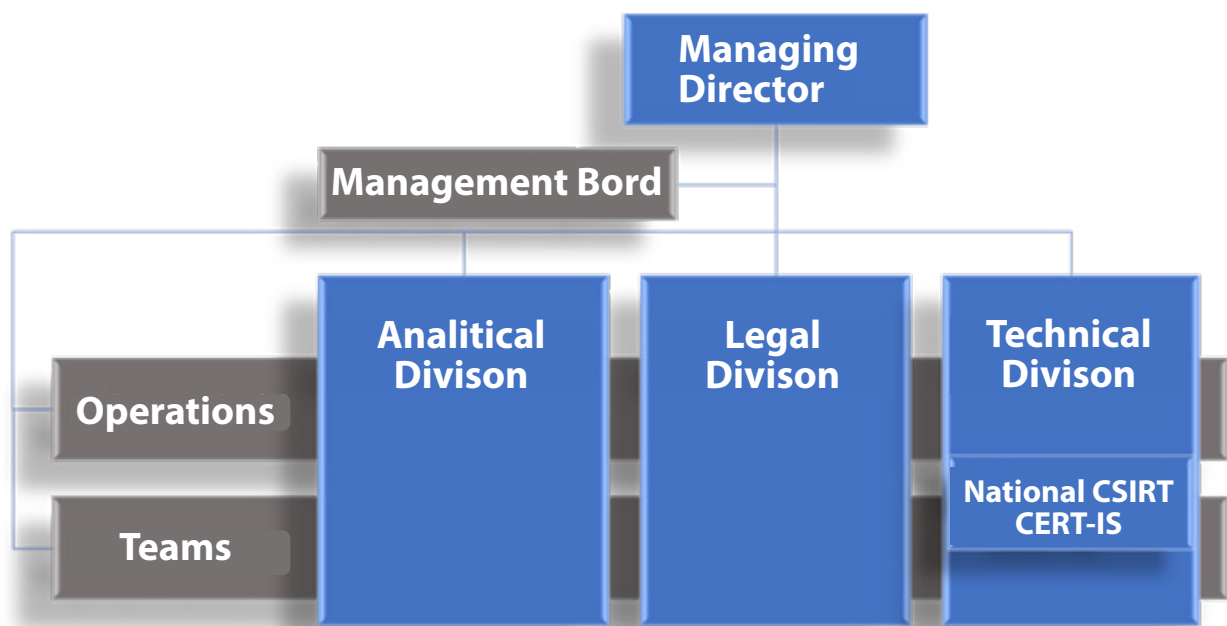 Managing
Director
Management Bord
Analitical
Divison
Legal
Divison
Technical
Divison
Operations
National CSIRT
CERT-IS
Teams